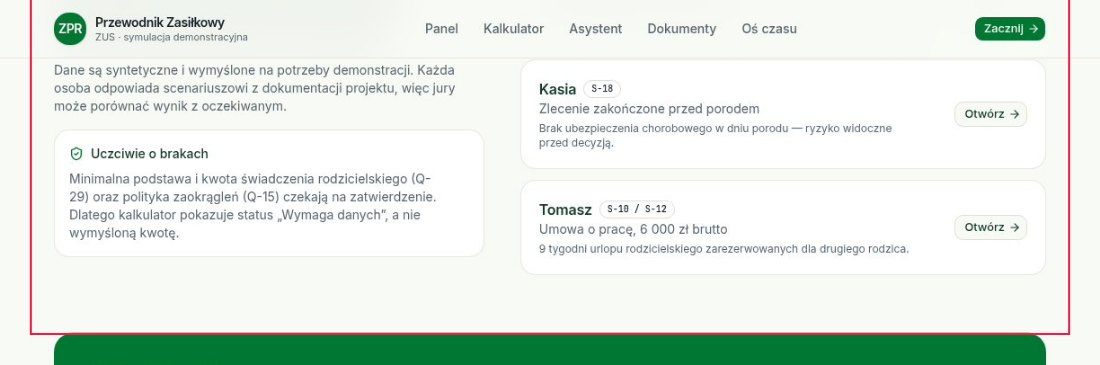 ZPR
Przewodnik Zasiłkowy
ZUS · symulacja demonstracyjna
Panel
Kalkulator
Asystent
Dokumenty
Oś czasu
Zacznij →
Dane są syntetyczne i wymyślone na potrzeby demonstracji. Każda
osoba odpowiada scenariuszowi z dokumentacji projektu, więc jury
może porównać wynik z oczekiwanym.
Uczciwie o brakach
Minimalna podstawa i kwota świadczenia rodzicielskiego (Q-
29) oraz polityka zaokrągleń (Q-15) czekają na zatwierdzenie.
Dlatego kalkulator pokazuje status „Wymaga danych”, a nie
wymyśloną kwotę.
Kasia S-18
Zlecenie zakończone przed porodem
Brak ubezpieczenia chorobowego w dniu porodu — ryzyko widoczne
przed decyzją.
Otwórz →
Tomasz S-10 / S-12
Umowa o pracę, 6 000 zł brutto
9 tygodni urlopu rodzicielskiego zarezerwowanych dla drugiego rodzica.
Otwórz →